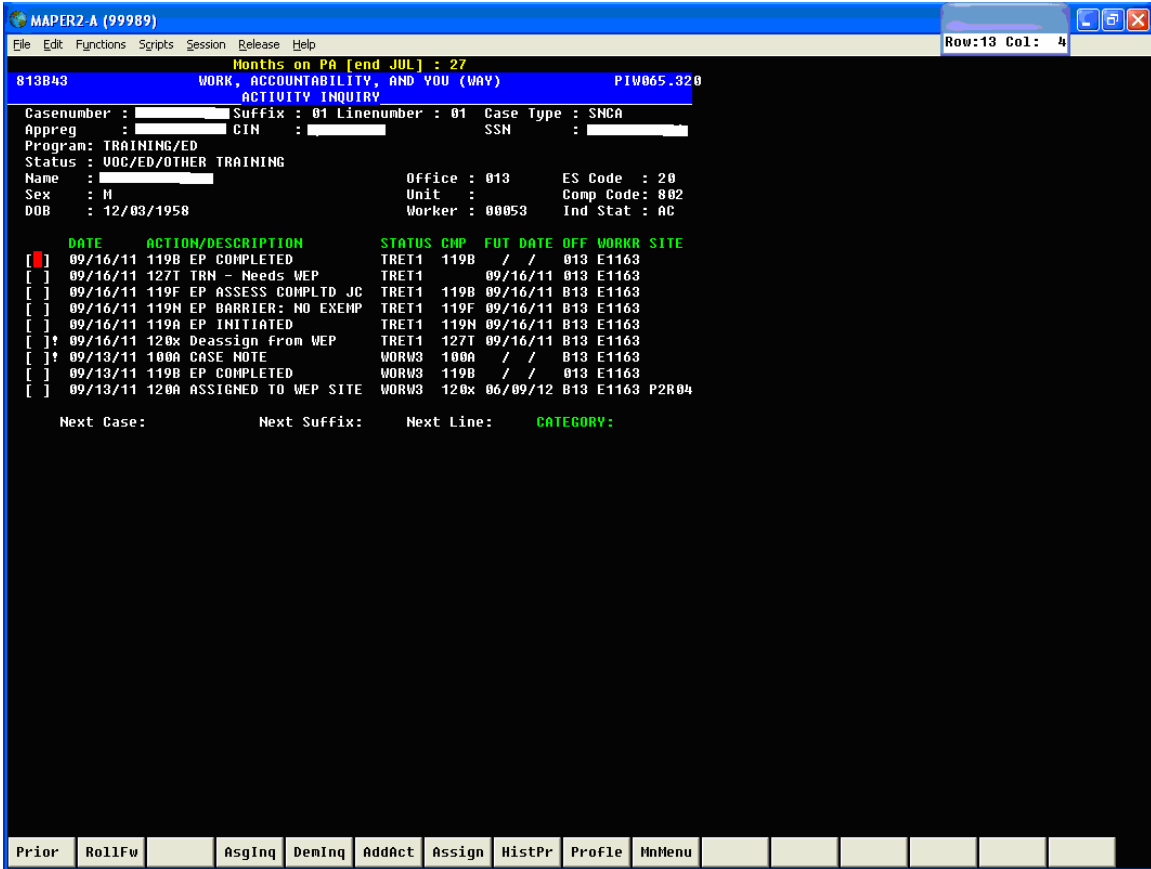 MAPER2-A (99989)
File Edit Functions Scripts Session Release Help
Row:13 Col: 4
Months on PA [end JUL] : 27
813B43 WORK, ACCOUNTABILITY, AND YOU (WAY) PIW065.320
ACTIVITY INQUIRY
Casenumber : Suffix : 01 Linenumber : 01 Case Type : SNCA
Appreg : CIN : SSN :
Program: TRAINING/ED
Status : VOC/ED/OTHER TRAINING
Name : Office : 013 ES Code : 20
Sex : M Unit : Comp Code: 802
DOB : 12/03/1958 Worker : 00053 Ind Stat : AC
DATE ACTION/DESCRIPTION STATUS CMP FUT DATE OFF WORKR SITE
[ ] 09/16/11 119B EP COMPLETED TRET1 119B / / 013 E1163
[ ] 09/16/11 127T TRN - Needs WEP TRET1 09/16/11 013 E1163
[ ] 09/16/11 119F EP ASSESS COMPLTD JC TRET1 119B 09/16/11 B13 E1163
[ ] 09/16/11 119N EP BARRIER: NO EXEMP TRET1 119F 09/16/11 B13 E1163
[ ] 09/16/11 119A EP INITIATED TRET1 119N 09/16/11 B13 E1163
[ ]! 09/16/11 120x Deassign from WEP TRET1 127T 09/16/11 B13 E1163
[ ]! 09/13/11 100A CASE NOTE WORW3 100A / / B13 E1163
[ ] 09/13/11 119B EP COMPLETED WORW3 119B / / 013 E1163
[ ] 09/13/11 120A ASSIGNED TO WEP SITE WORW3 120x 06/09/12 B13 E1163 P2R04
Next Case: Next Suffix: Next Line: CATEGORY:
Prior RollFw AsgInq DemInq AddAct Assign HistPr Profle MnMenu